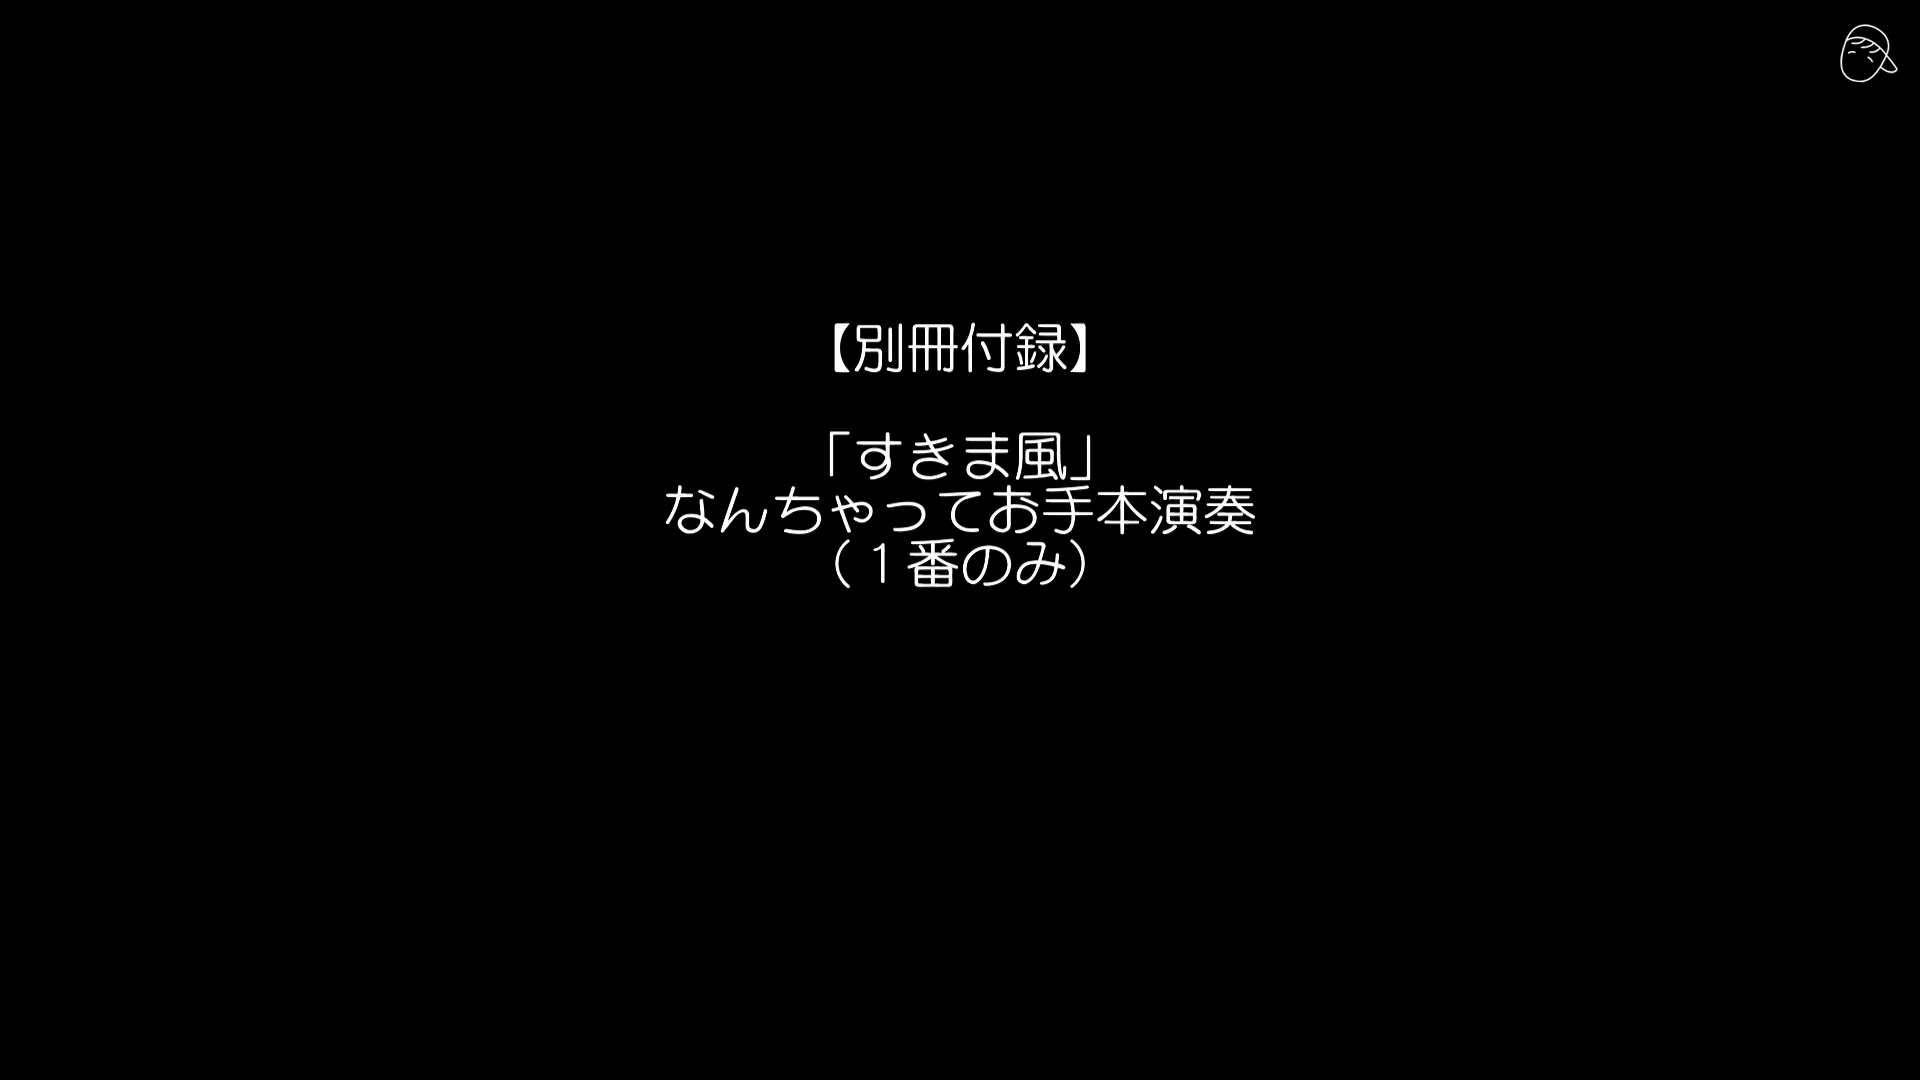 【別冊付録】
「すきま風」
なんちゃってお手本演奏
（１番のみ）